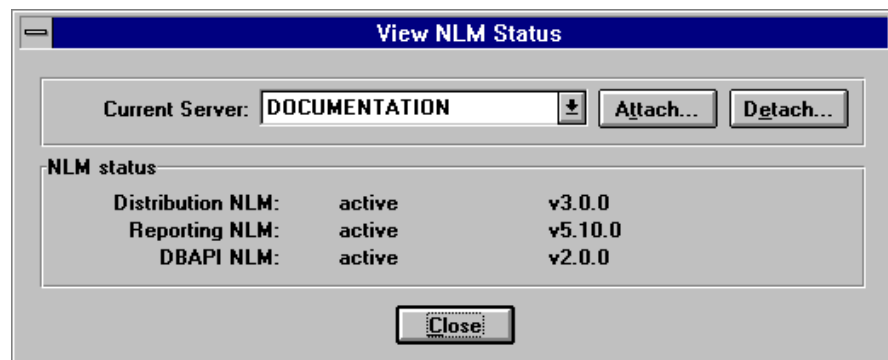 View NLM Status
Current Server: DOCUMENTATION Attach... Detach...
NLM status
Distribution NLM: active v3.0.0
Reporting NLM: active v5.10.0
DBAPI NLM: active v2.0.0
Close